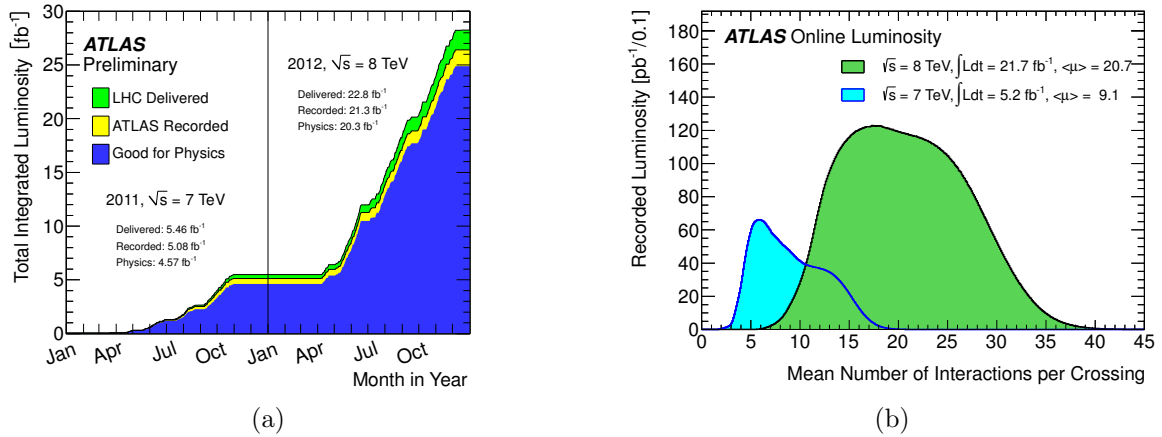 Total Integrated Luminosity [fb⁻¹]
30
25
20
15
10
5
0
ATLAS
Preliminary
LHC Delivered
ATLAS Recorded
Good for Physics
2012, √s = 8 TeV
Delivered: 22.8 fb⁻¹
Recorded: 21.3 fb⁻¹
Physics: 20.3 fb⁻¹
2011, √s = 7 TeV
Delivered: 5.46 fb⁻¹
Recorded: 5.08 fb⁻¹
Physics: 4.57 fb⁻¹
Jan Apr Jul Oct Jan Apr Jul Oct
Month in Year
(a)
Recorded Luminosity [pb⁻¹/0.1]
180
160
140
120
100
80
60
40
20
0
ATLAS Online Luminosity
√s = 8 TeV, ∫Ldt = 21.7 fb⁻¹, <μ> = 20.7
√s = 7 TeV, ∫Ldt = 5.2 fb⁻¹, <μ> = 9.1
0 5 10 15 20 25 30 35 40 45
Mean Number of Interactions per Crossing
(b)